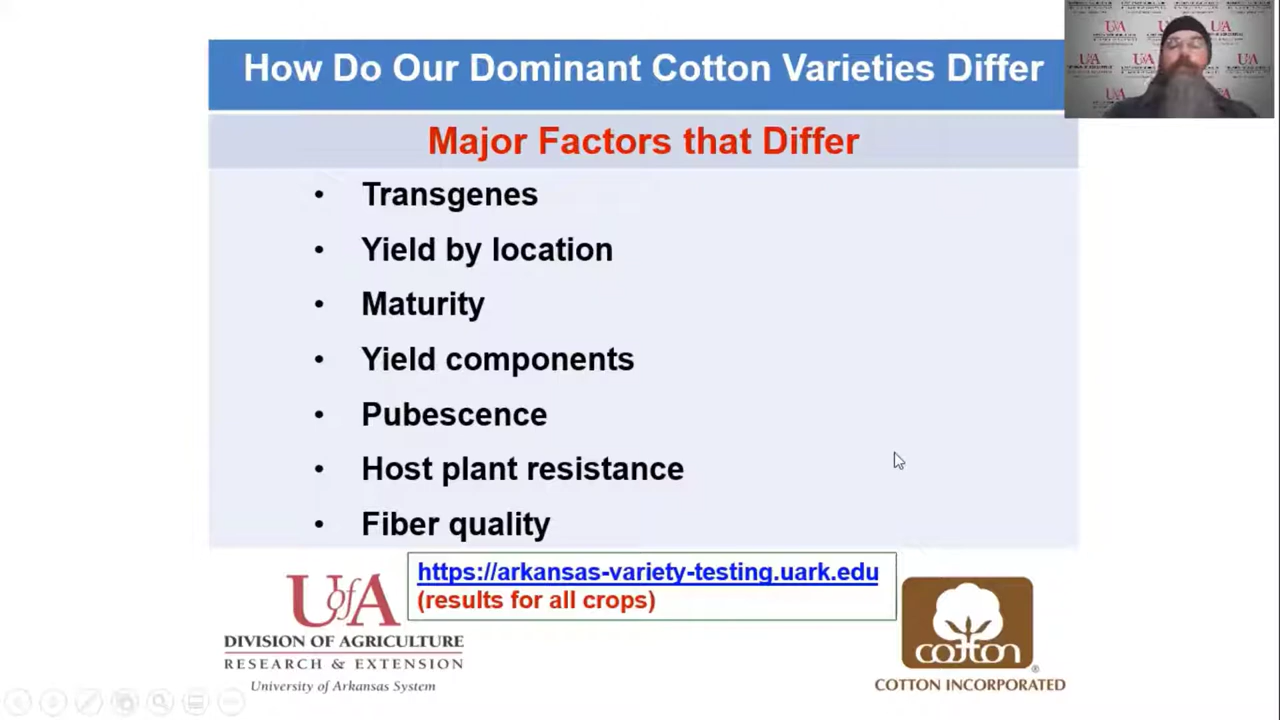 How Do Our Dominant Cotton Varieties Differ
Major Factors that Differ
• Transgenes
• Yield by location
• Maturity
• Yield components
• Pubescence
• Host plant resistance
• Fiber quality
https://arkansas-variety-testing.uark.edu
(results for all crops)
UofA
DIVISION OF AGRICULTURE
RESEARCH & EXTENSION
University of Arkansas System
cotton
®
COTTON INCORPORATED